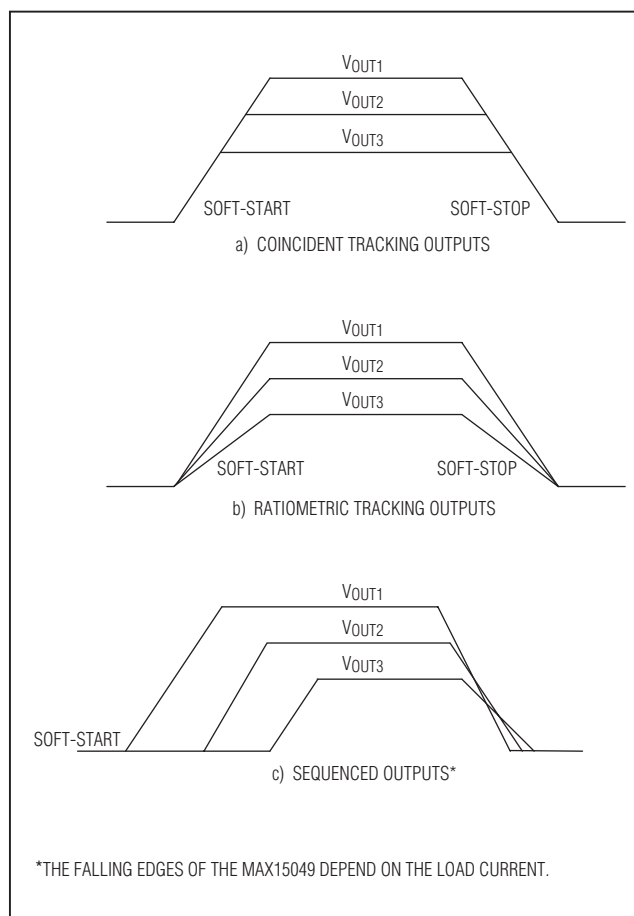 VOUT1
VOUT2
VOUT3
SOFT-START SOFT-STOP
a) COINCIDENT TRACKING OUTPUTS
VOUT1
VOUT2
VOUT3
SOFT-START SOFT-STOP
b) RATIOMETRIC TRACKING OUTPUTS
VOUT1
VOUT2
VOUT3
SOFT-START
c) SEQUENCED OUTPUTS*
*THE FALLING EDGES OF THE MAX15049 DEPEND ON THE LOAD CURRENT.